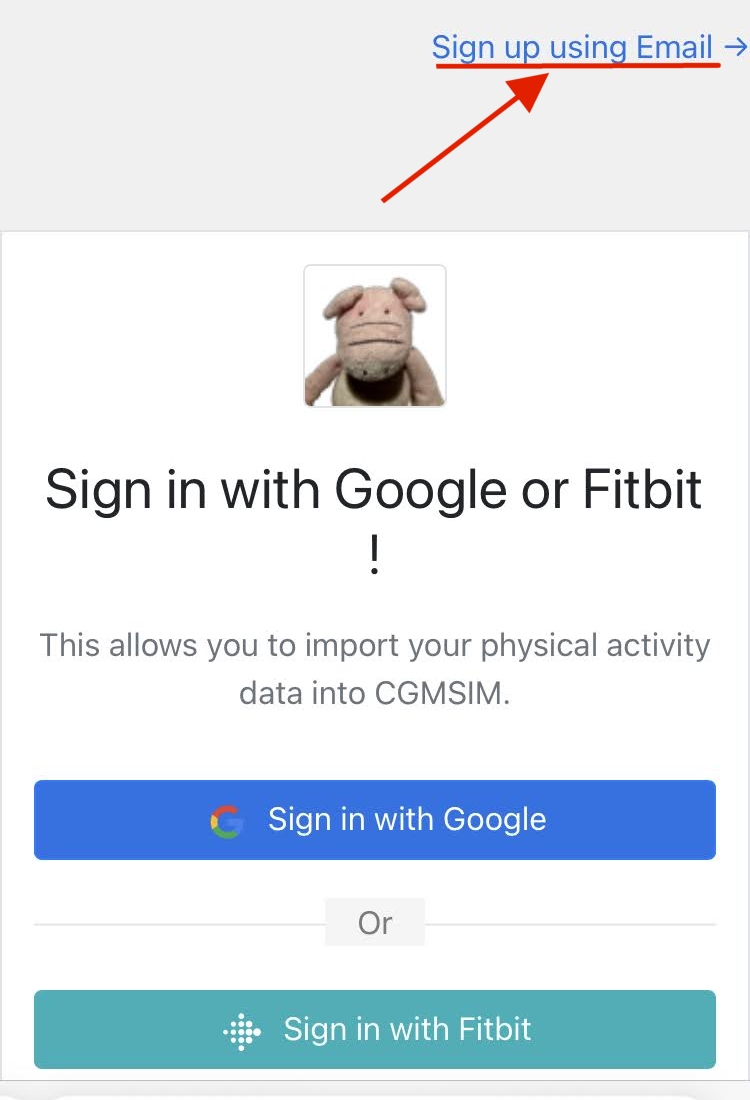 Sign up using Email →
Sign in with Google or Fitbit
!
This allows you to import your physical activity
data into CGMSIM.
Sign in with Google
Or
Sign in with Fitbit